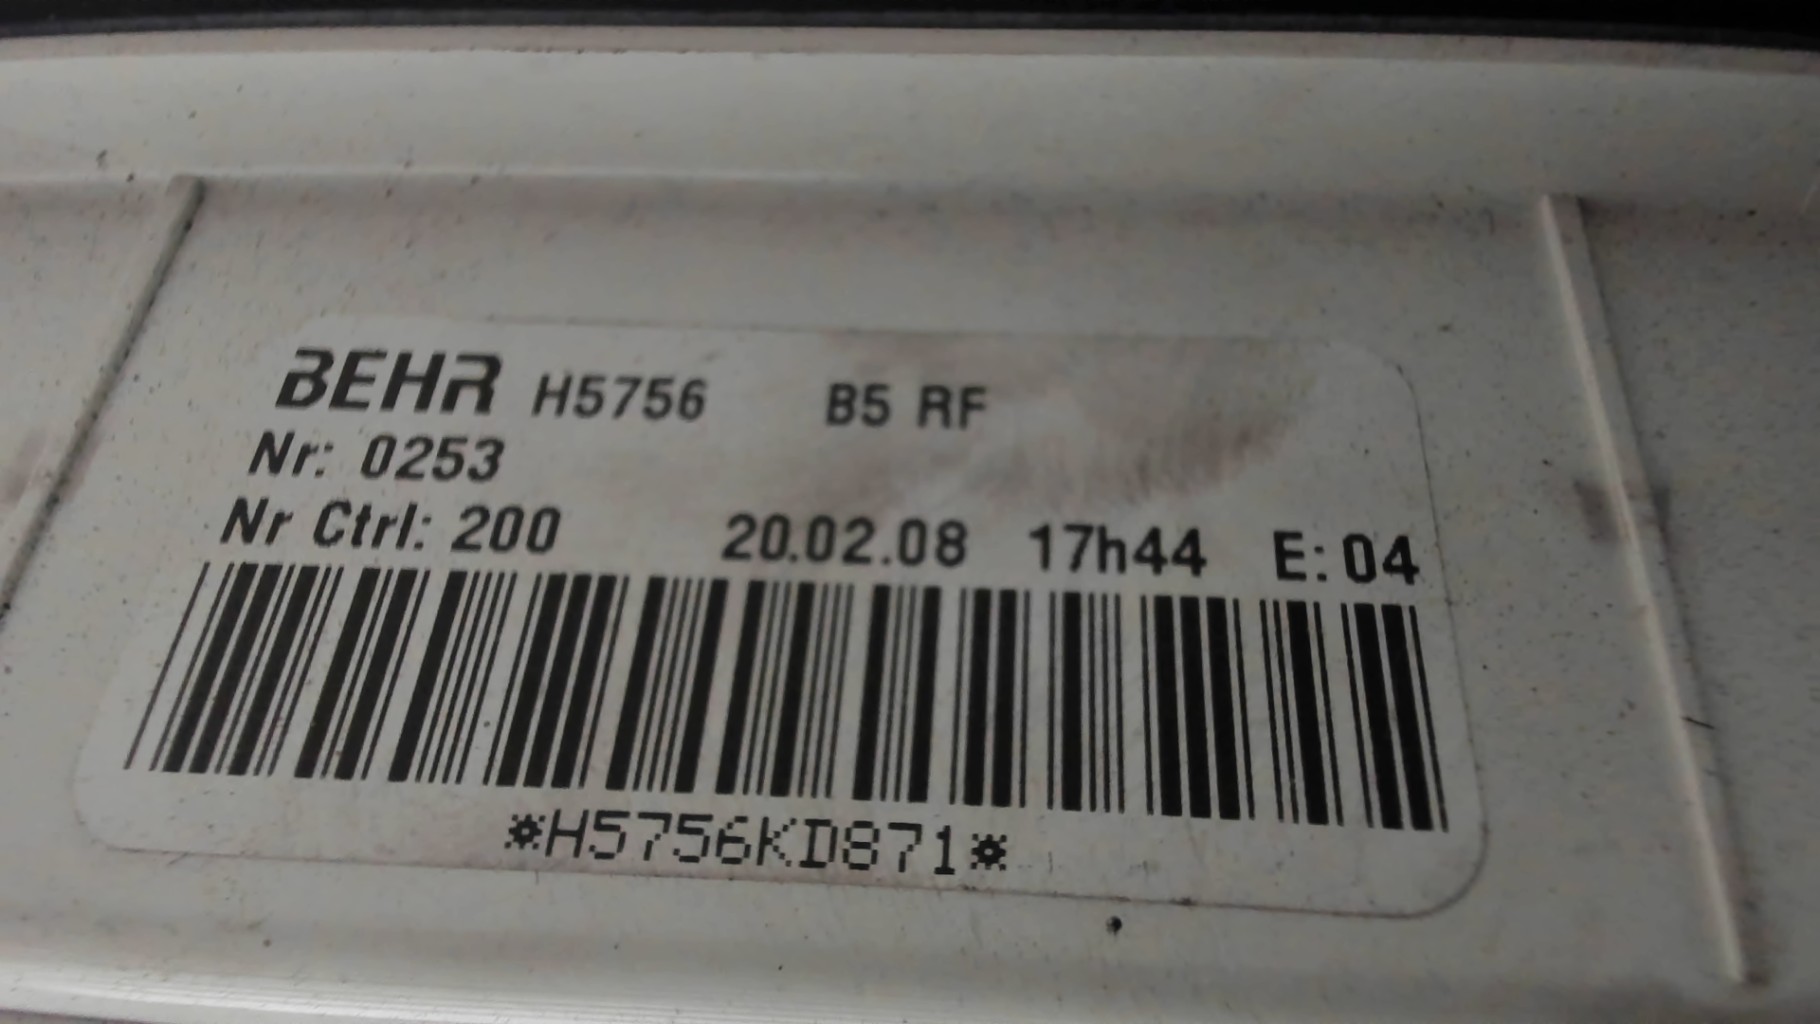 BEHR H5756 B5 RF
Nr: 0253
Nr Ctrl: 200 20.02.08 17h44 E: 04
*H5756KD871*